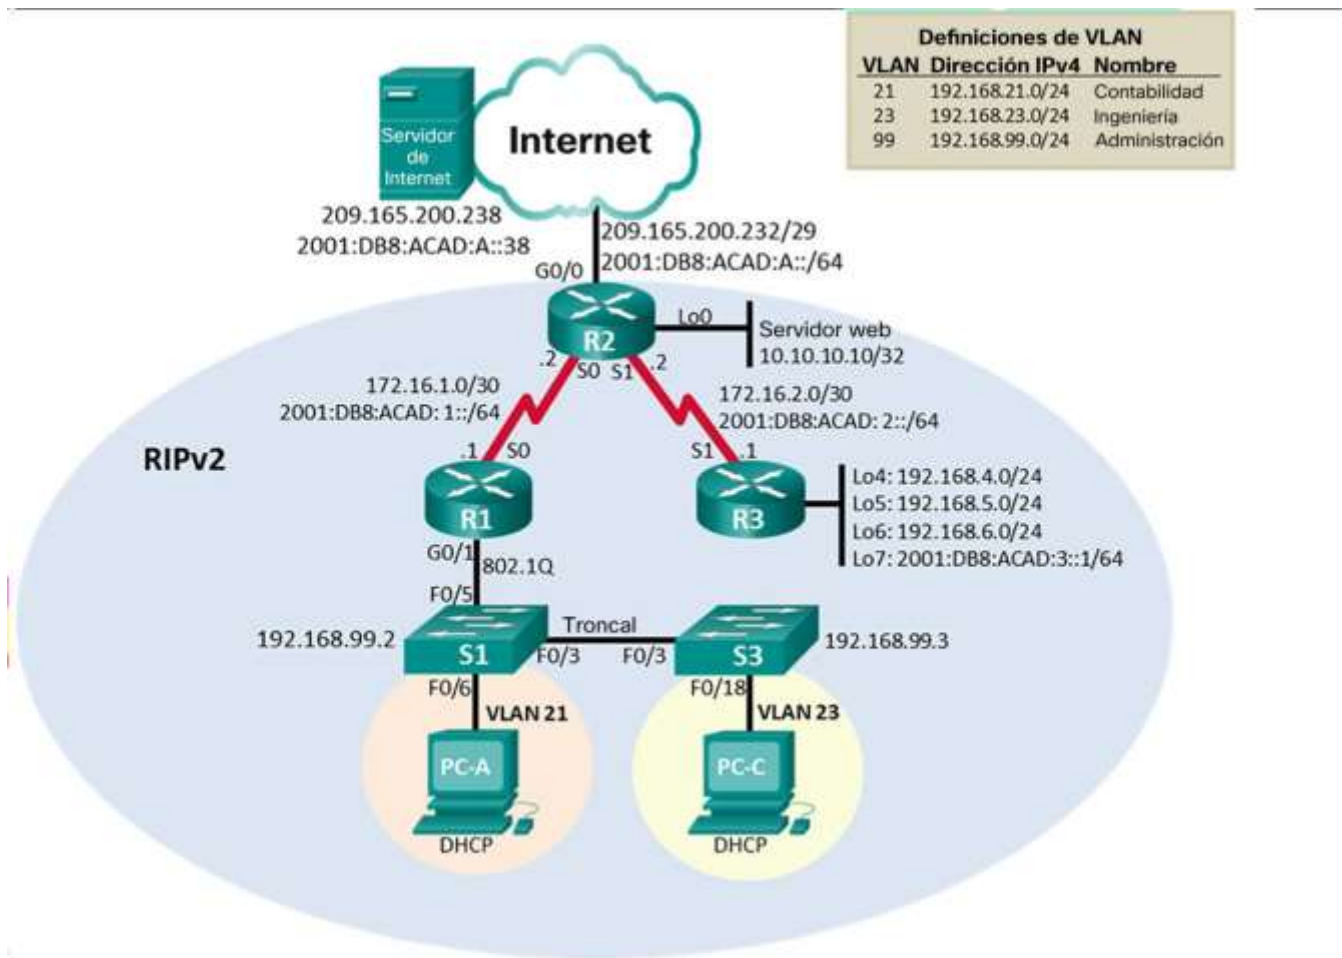 Definiciones de VLAN
VLAN Dirección IPv4 Nombre
21 192.168.21.0/24 Contabilidad
23 192.168.23.0/24 Ingeniería
99 192.168.99.0/24 Administración
Servidor
de
Internet
Internet
209.165.200.238
2001:DB8:ACAD:A::38
209.165.200.232/29
2001:DB8:ACAD:A::/64
G0/0
R2
Lo0
Servidor web
10.10.10.10/32
.2
S0
S1
.2
172.16.1.0/30
2001:DB8:ACAD: 1::/64
172.16.2.0/30
2001:DB8:ACAD: 2::/64
RIPv2
.1
S0
S1
.1
R1
R3
Lo4: 192.168.4.0/24
Lo5: 192.168.5.0/24
Lo6: 192.168.6.0/24
Lo7: 2001:DB8:ACAD:3::1/64
G0/1
802.1Q
F0/5
192.168.99.2
S1
Troncal
F0/3
F0/3
S3
192.168.99.3
F0/6
F0/18
VLAN 21
VLAN 23
PC-A
PC-C
DHCP
DHCP